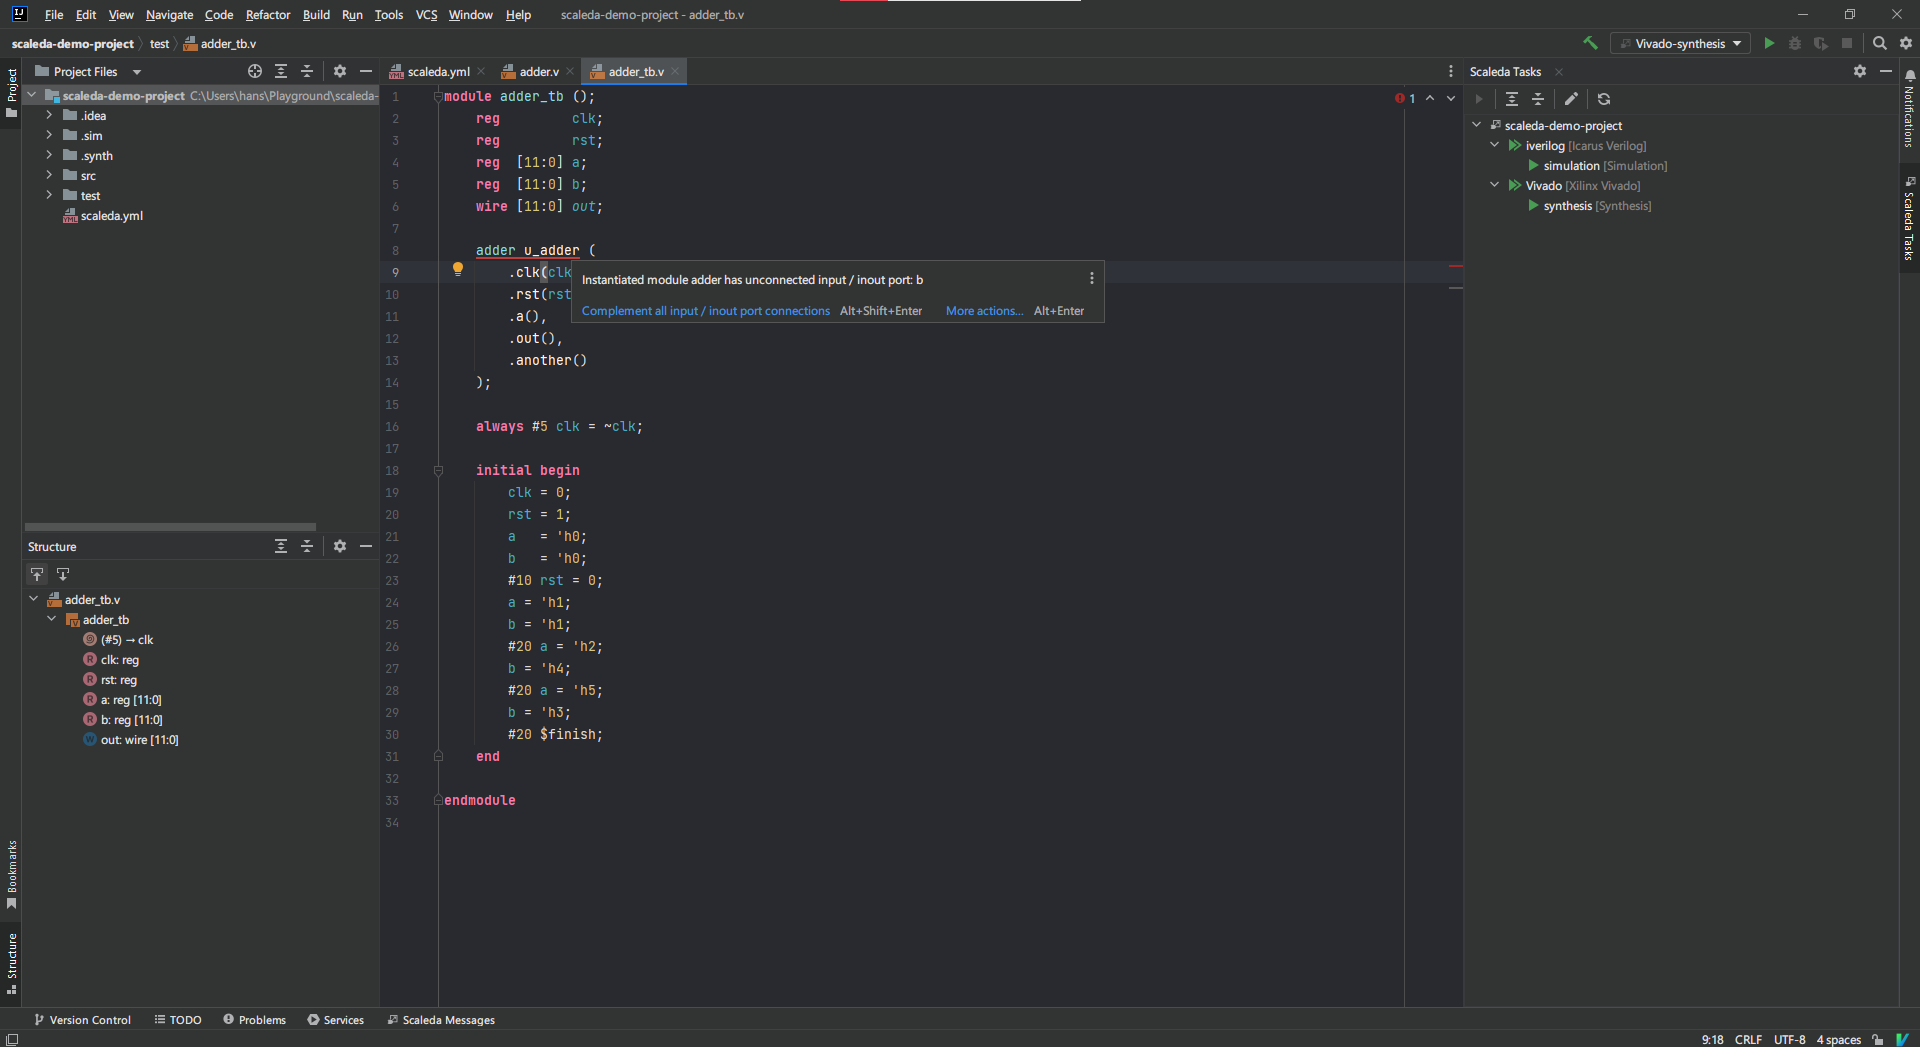 File Edit View Navigate Code Refactor Build Run Tools VCS Window Help scaleda-demo-project - adder_tb.v
scaleda-demo-project test adder_tb.v
Vivado-synthesis
Project
Project Files
scaleda-demo-project C:\Users\hans\Playground\scaleda-
.idea
.sim
.synth
src
test
scaleda.yml
Structure
adder_tb.v
adder_tb
(#5) → clk
clk: reg
rst: reg
a: reg [11:0]
b: reg [11:0]
out: wire [11:0]
Bookmarks
Structure
scaleda.yml adder.v adder_tb.v
1 module adder_tb ();
2 reg clk;
3 reg rst;
4 reg [11:0] a;
5 reg [11:0] b;
6 wire [11:0] out;
7
8 adder u_adder (
9 .clk(clk
10 .rst(rst
11 .a(),
12 .out(),
13 .another()
14 );
15
16 always #5 clk = ~clk;
17
18 initial begin
19 clk = 0;
20 rst = 1;
21 a = 'h0;
22 b = 'h0;
23 #10 rst = 0;
24 a = 'h1;
25 b = 'h1;
26 #20 a = 'h2;
27 b = 'h4;
28 #20 a = 'h5;
29 b = 'h3;
30 #20 $finish;
31 end
32
33 endmodule
34
1
Instantiated module adder has unconnected input / inout port: b
Complement all input / inout port connections Alt+Shift+Enter More actions... Alt+Enter
Scaleda Tasks
scaleda-demo-project
iverilog [Icarus Verilog]
simulation [Simulation]
Vivado [Xilinx Vivado]
synthesis [Synthesis]
Notifications
Scaleda Tasks
Version Control TODO Problems Services Scaleda Messages
9:18 CRLF UTF-8 4 spaces